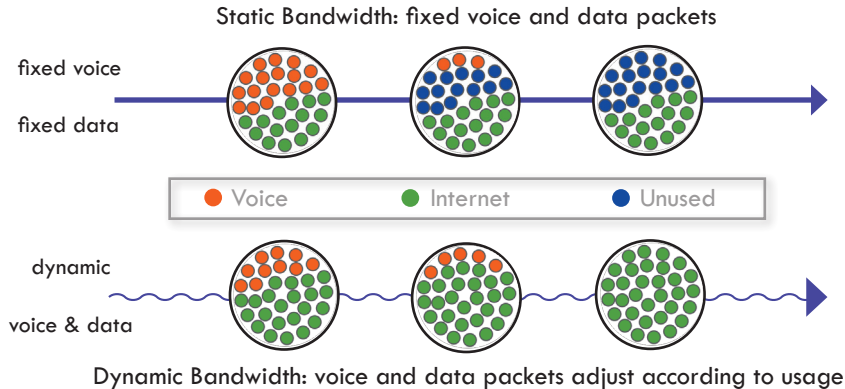 Static Bandwidth: fixed voice and data packets
fixed voice
fixed data
Voice
Internet
Unused
dynamic
voice & data
Dynamic Bandwidth: voice and data packets adjust according to usage